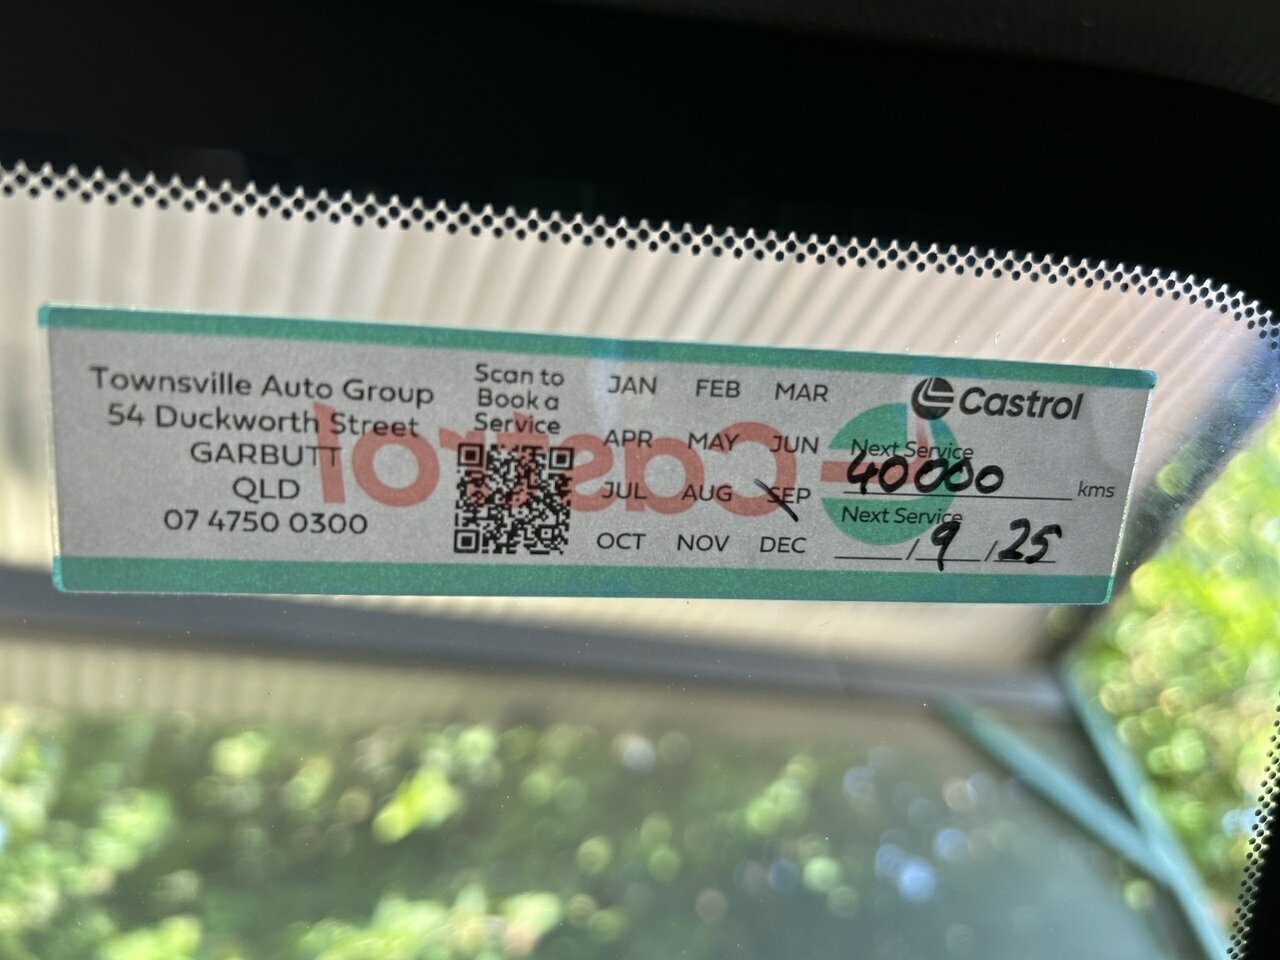 Townsville Auto Group
54 Duckworth Street
GARBUTT
QLD
07 4750 0300
Scan to
Book a
Service
JAN FEB MAR
APR MAY JUN
JUL AUG SEP
OCT NOV DEC
Castrol
Next Service
40000 kms
Next Service
/9/25
Castrol